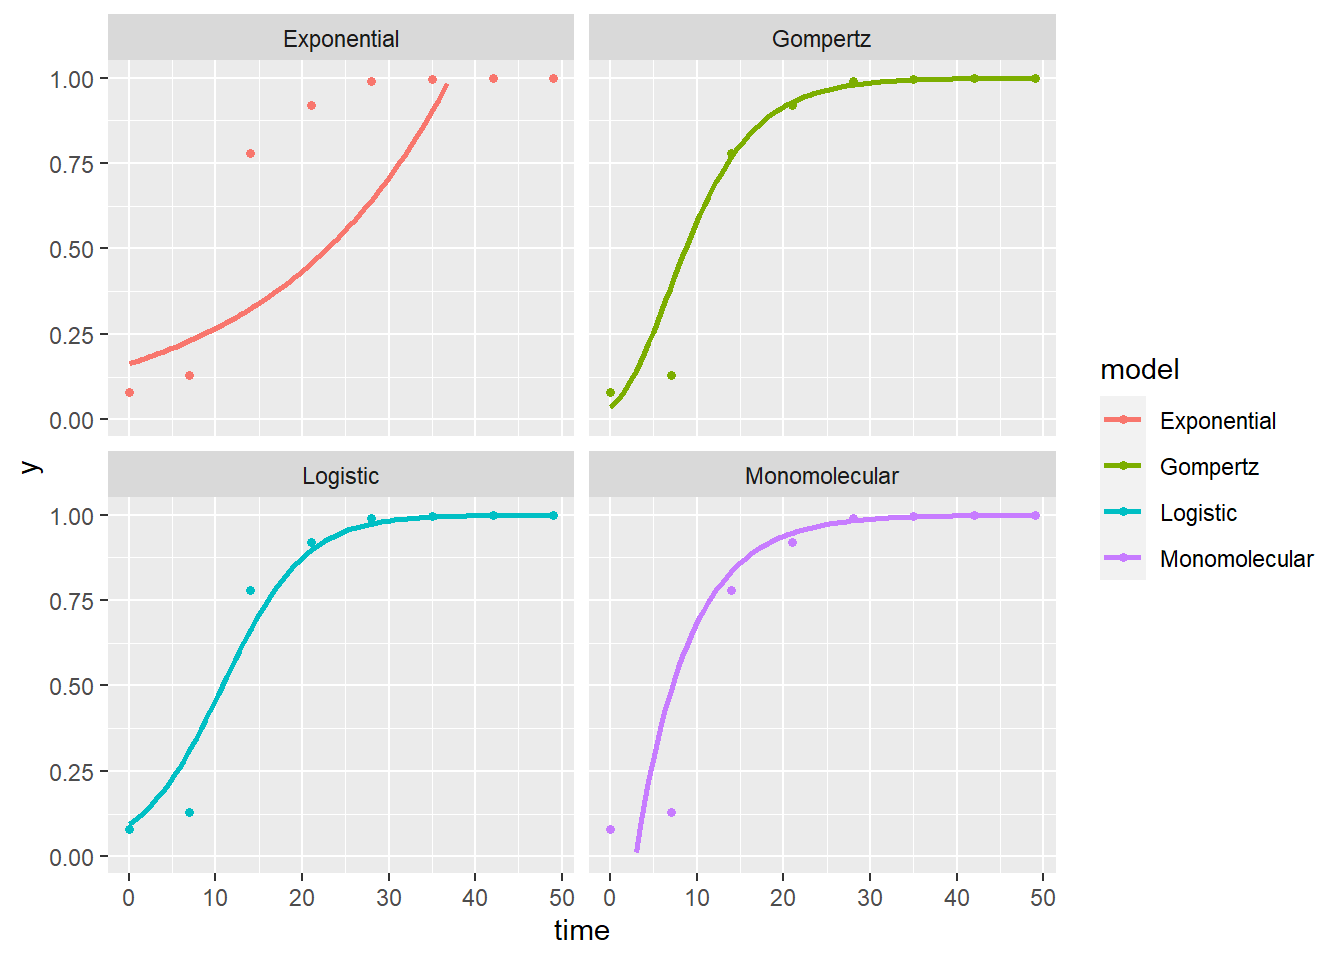 Exponential Gompertz
1.00
0.75
0.50
0.25
0.00
Logistic Monomolecular
1.00
0.75
0.50
0.25
0.00
0 10 20 30 40 50 0 10 20 30 40 50
time
y
model
Exponential
Gompertz
Logistic
Monomolecular